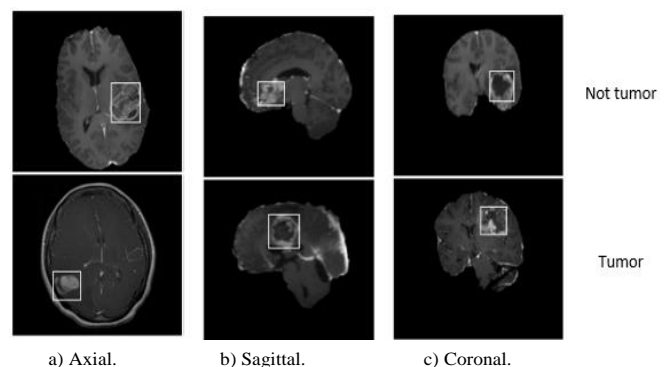 Not tumor
Tumor
a) Axial.
b) Sagittal.
c) Coronal.